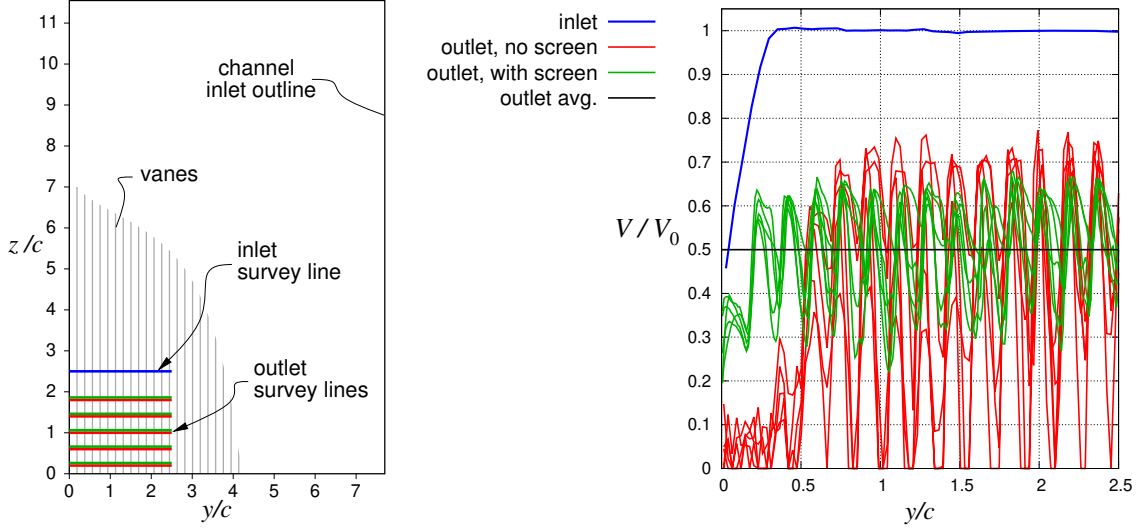 11
10
9
8
7
6
5
4
3
2
1
0
z/c
0
1
2
3
4
5
6
7
y/c
channel
inlet outline
vanes
inlet
survey line
outlet
survey lines
inlet
outlet, no screen
outlet, with screen
outlet avg.
1
0.9
0.8
0.7
0.6
0.5
0.4
0.3
0.2
0.1
0
V/V0
0
0.5
1.0
1.5
2
2.5
y/c